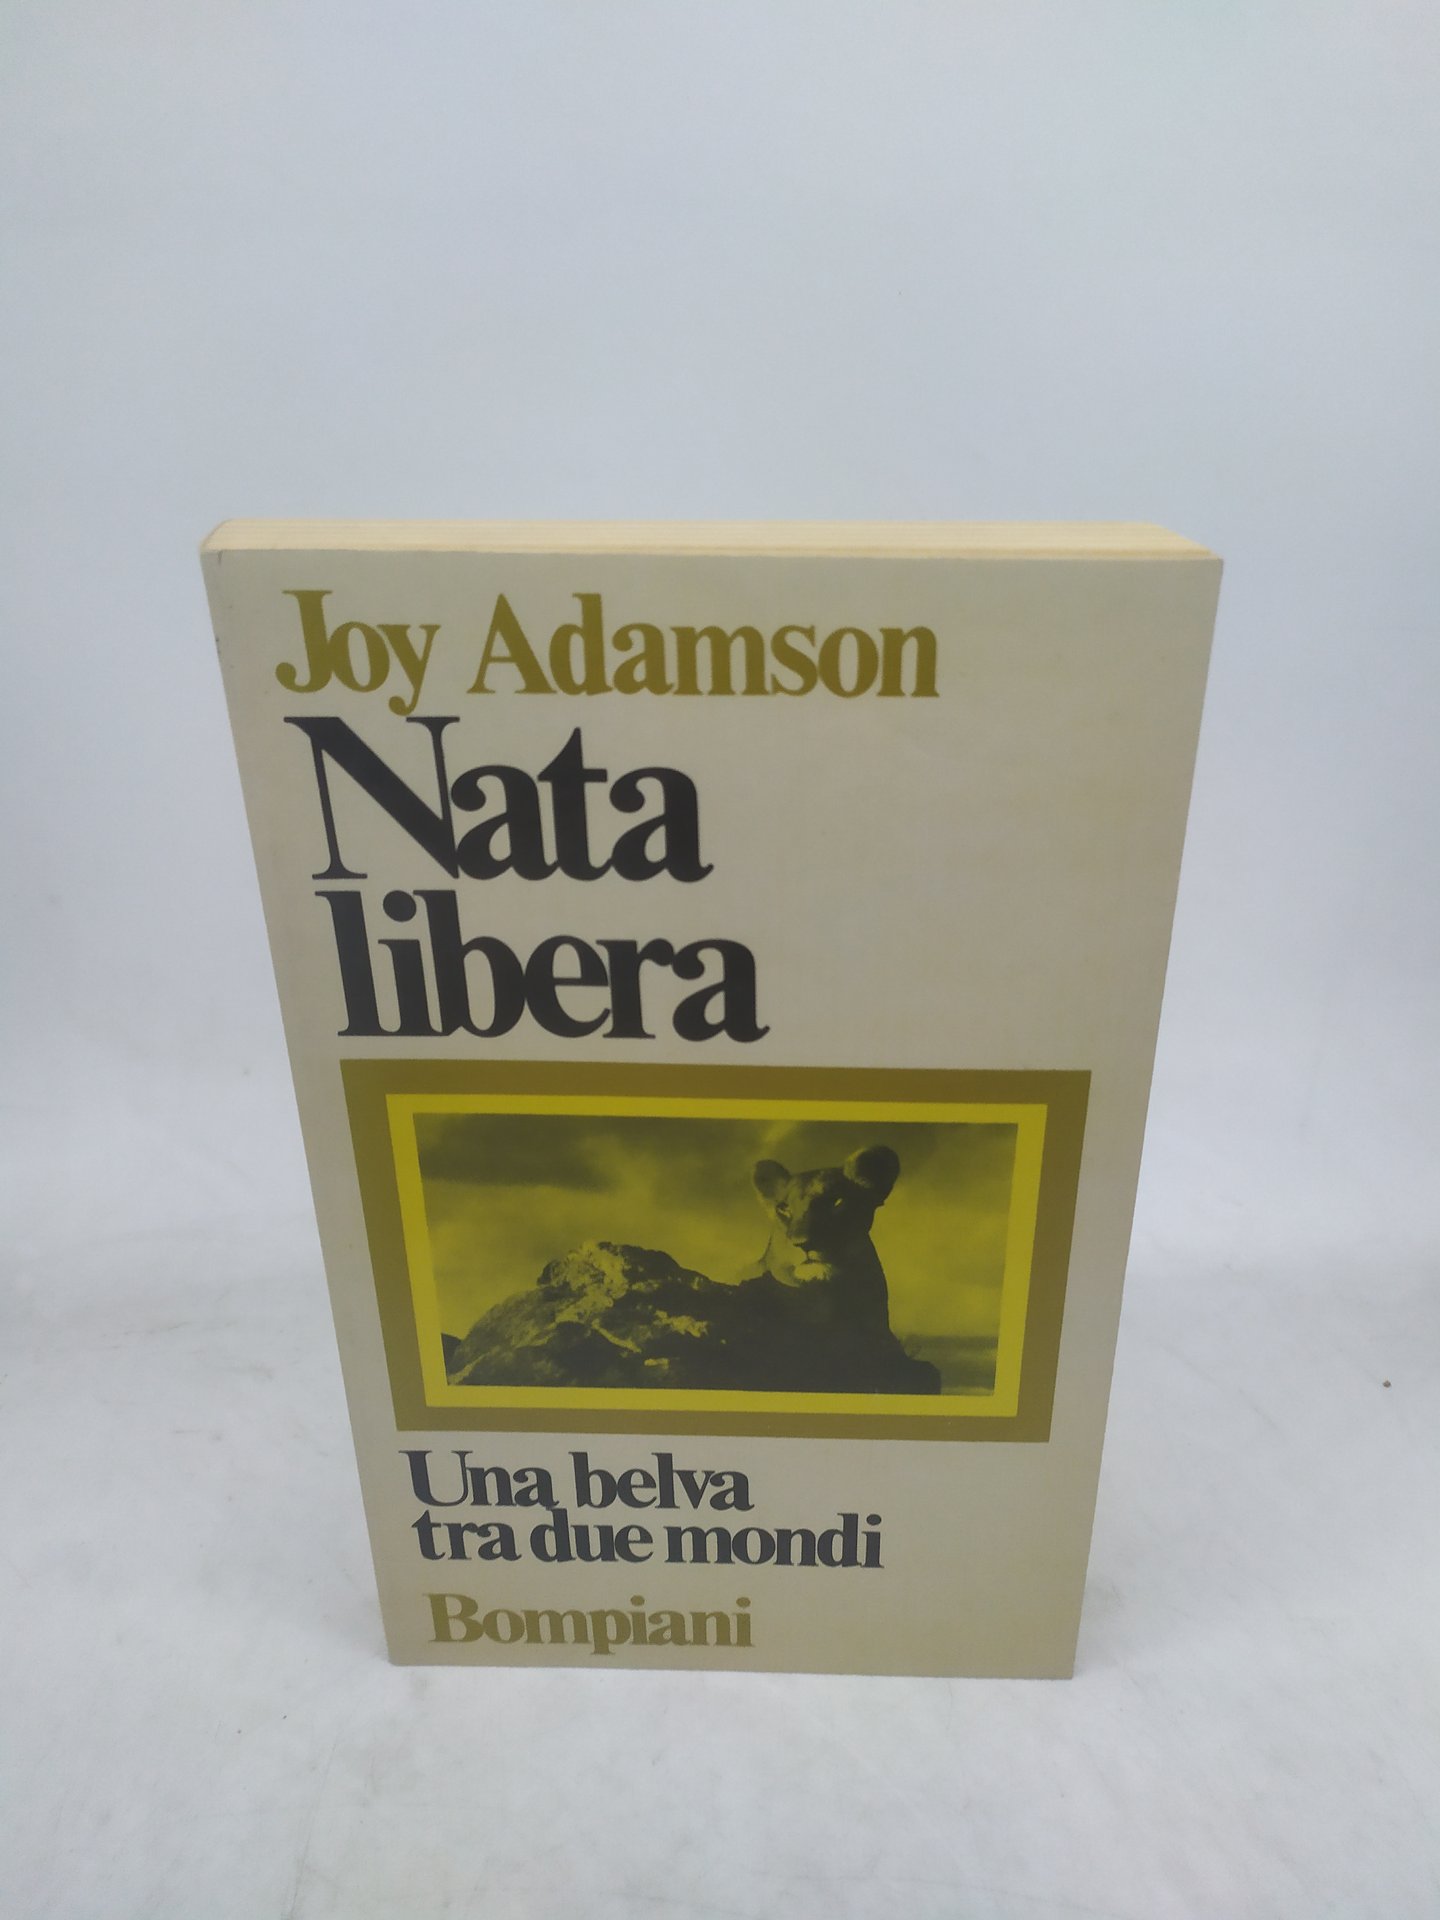 Joy Adamson
Nata
libera
Una belva
tra due mondi
Bompiani